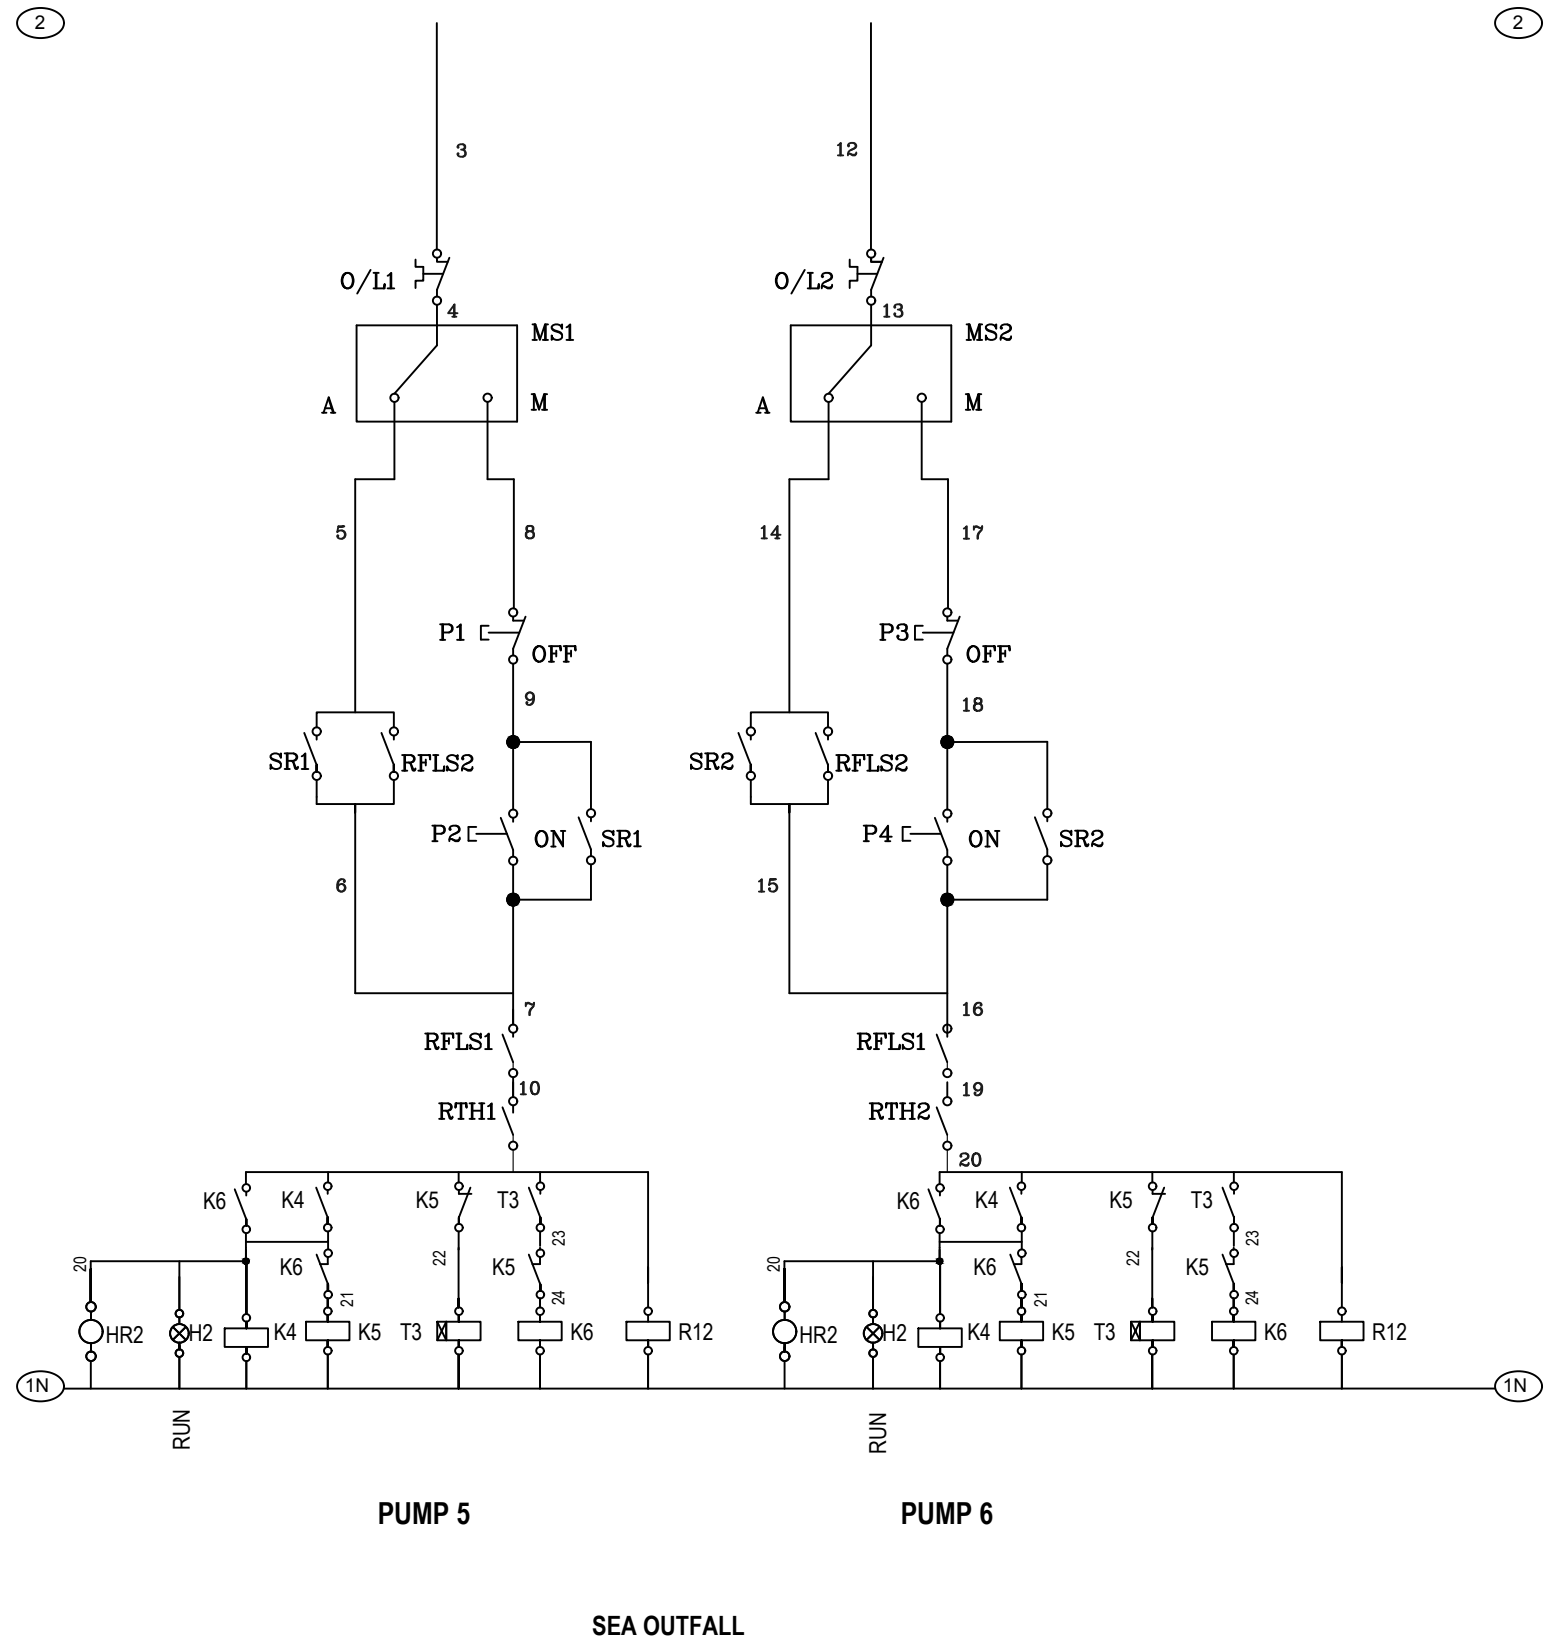 2 2
3 12
O/L1 O/L2
4 13
MS1 MS2
A M A M
5 8 14 17
P1 P3
OFF OFF
9 18
SR1 RFLS2 SR2 RFLS2
P2 ON SR1 P4 ON SR2
6 15
7 16
RFLS1 RFLS1
10 19
RTH1 RTH2
20
K6 K4 K5 T3 K6 K4 K5 T3
20 K6 22 K5 23 20 K6 22 K5 23
21 24 21 24
HR2 H2 K4 K5 T3 K6 R12 HR2 H2 K4 K5 T3 K6 R12
1N 1N
RUN RUN
PUMP 5 PUMP 6
SEA OUTFALL